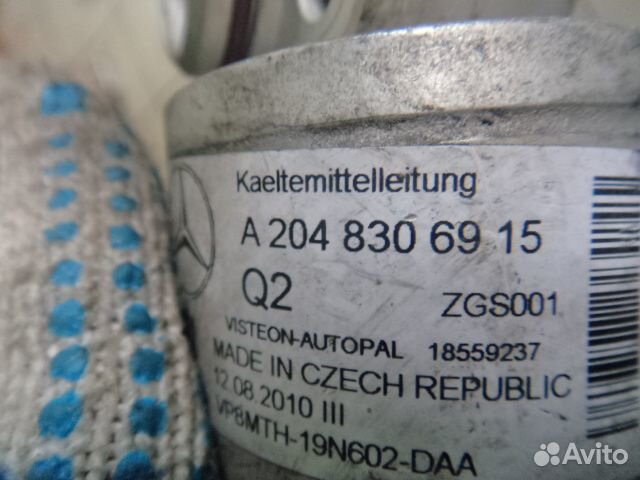 Kaeltemittelleitung
A 204 830 69 15
Q2 ZGS001
VISTEON-AUTOPAL 18559237
MADE IN CZECH REPUBLIC
12.08.2010 III
VP8MTH-19N602-DAA
Avito